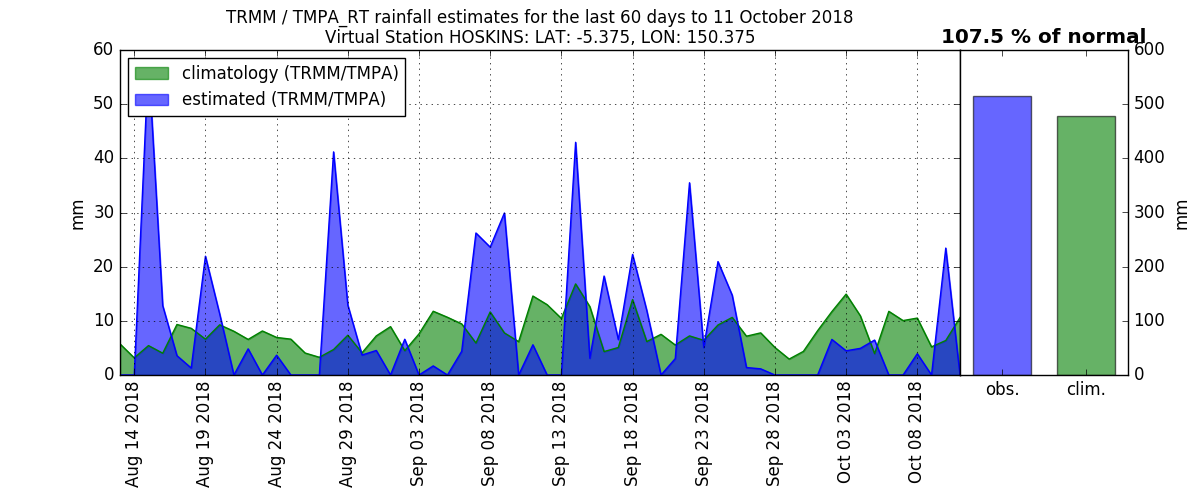 TRMM / TMPA_RT rainfall estimates for the last 60 days to 11 October 2018
Virtual Station HOSKINS: LAT: -5.375, LON: 150.375
107.5 % of normal
climatology (TRMM/TMPA)
estimated (TRMM/TMPA)
60
50
40
30
20
10
0
mm
Aug 14 2018
Aug 19 2018
Aug 24 2018
Aug 29 2018
Sep 03 2018
Sep 08 2018
Sep 13 2018
Sep 18 2018
Sep 23 2018
Sep 28 2018
Oct 03 2018
Oct 08 2018
obs.
clim.
600
500
400
300
200
100
0
mm